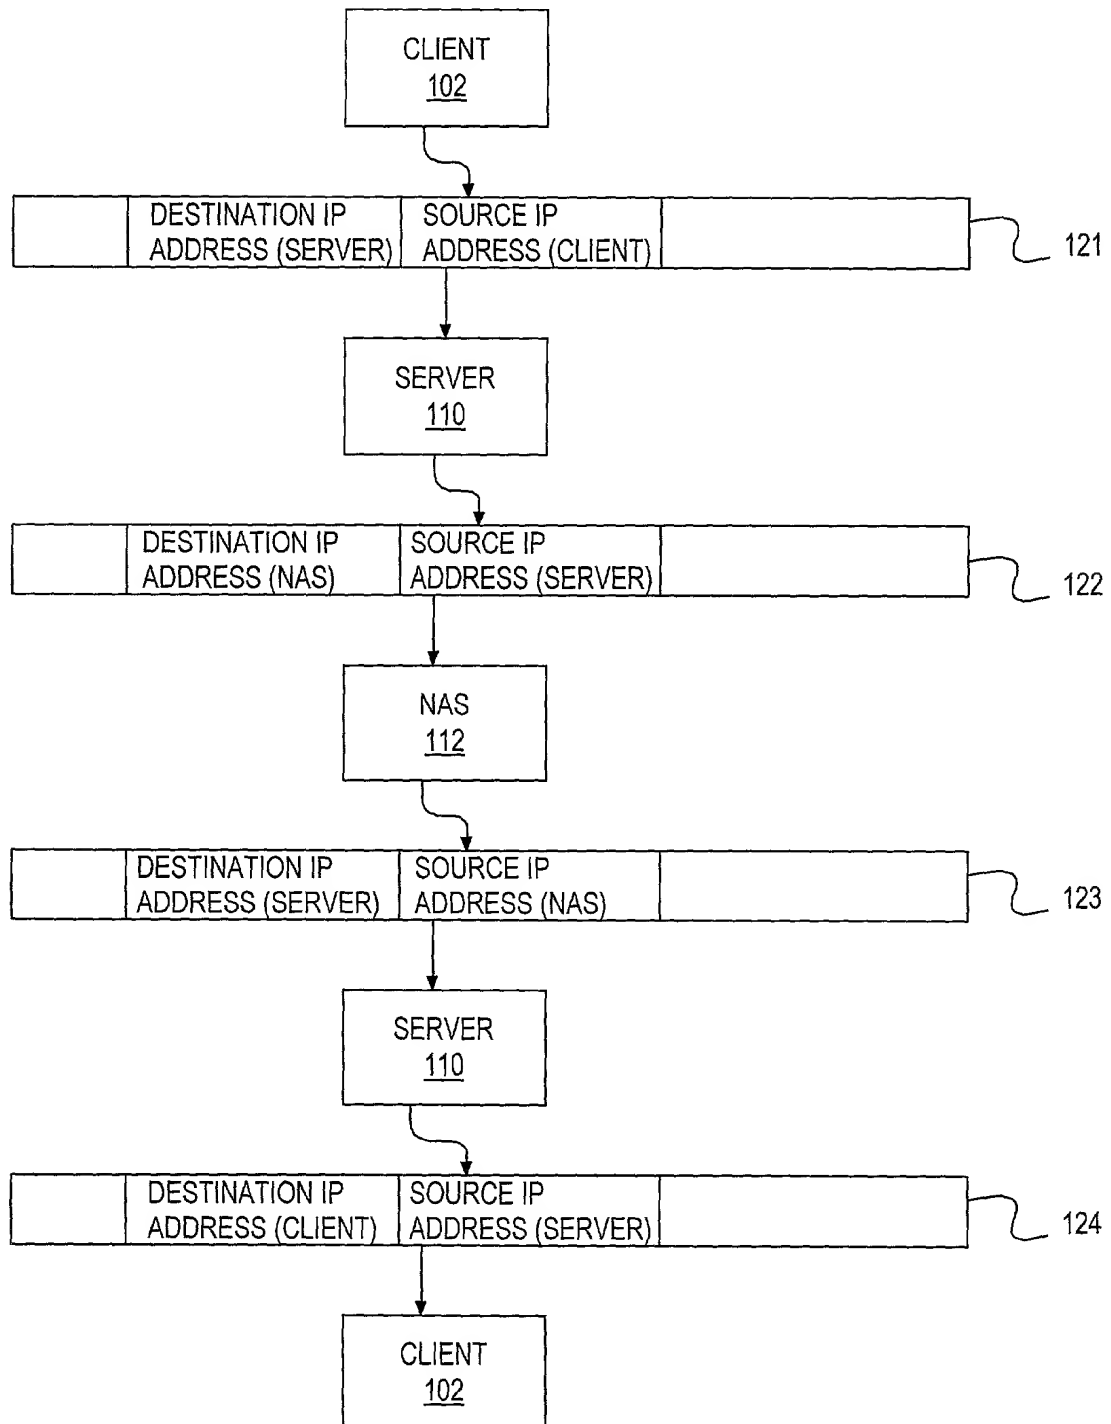 CLIENT
102
DESTINATION IP
ADDRESS (SERVER)
SOURCE IP
ADDRESS (CLIENT)
121
SERVER
110
DESTINATION IP
ADDRESS (NAS)
SOURCE IP
ADDRESS (SERVER)
122
NAS
112
DESTINATION IP
ADDRESS (SERVER)
SOURCE IP
ADDRESS (NAS)
123
SERVER
110
DESTINATION IP
ADDRESS (CLIENT)
SOURCE IP
ADDRESS (SERVER)
124
CLIENT
102